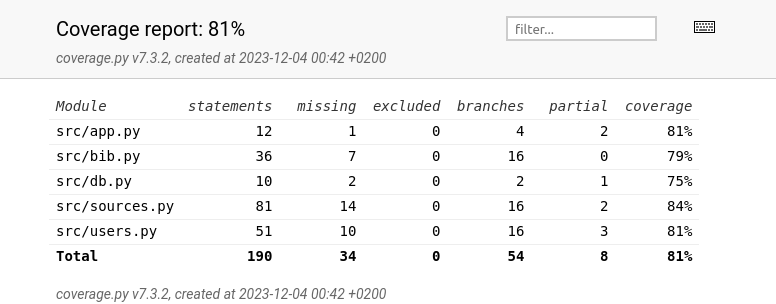 Coverage report: 81%
filter...
coverage.py v7.3.2, created at 2023-12-04 00:42 +0200
Module statements missing excluded branches partial coverage
src/app.py 12 1 0 4 2 81%
src/bib.py 36 7 0 16 0 79%
src/db.py 10 2 0 2 1 75%
src/sources.py 81 14 0 16 2 84%
src/users.py 51 10 0 16 3 81%
Total 190 34 0 54 8 81%
coverage.py v7.3.2, created at 2023-12-04 00:42 +0200